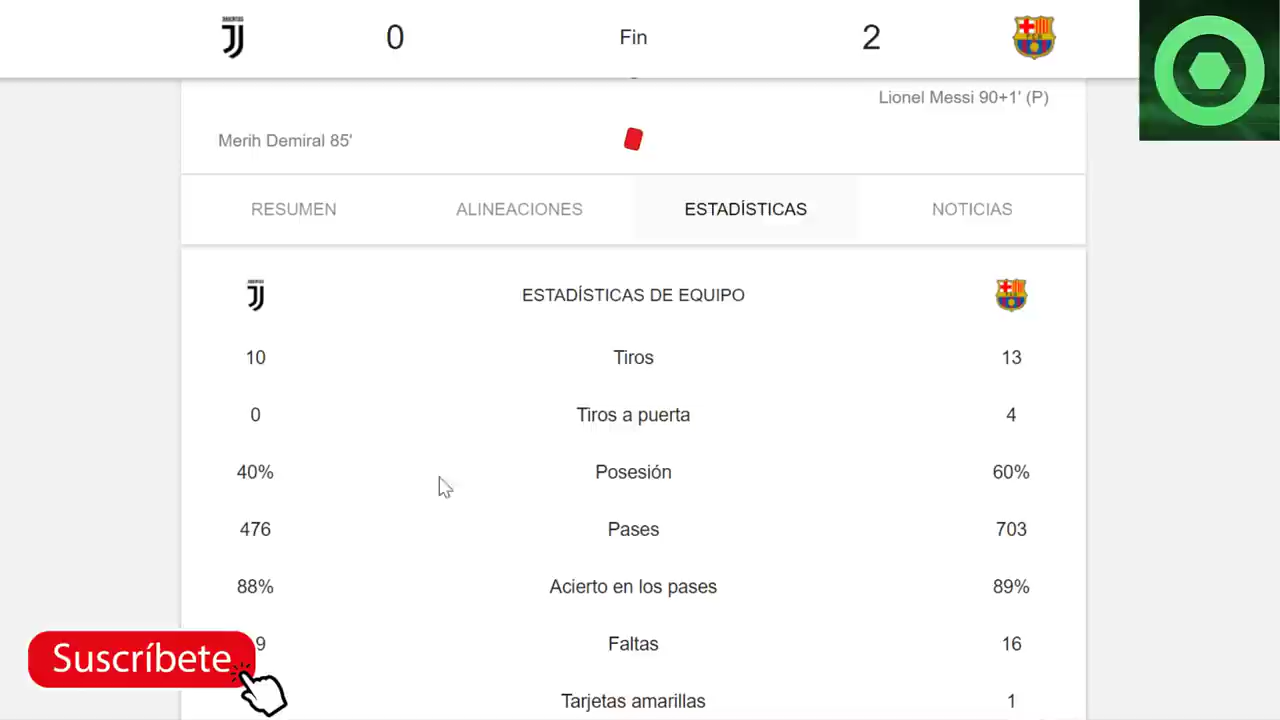 0 Fin 2
Lionel Messi 90+1' (P)
Merih Demiral 85'
RESUMEN ALINEACIONES ESTADÍSTICAS NOTICIAS
ESTADÍSTICAS DE EQUIPO
10 Tiros 13
0 Tiros a puerta 4
40% Posesión 60%
476 Pases 703
88% Acierto en los pases 89%
9 Faltas 16
Suscríbete
Tarjetas amarillas 1